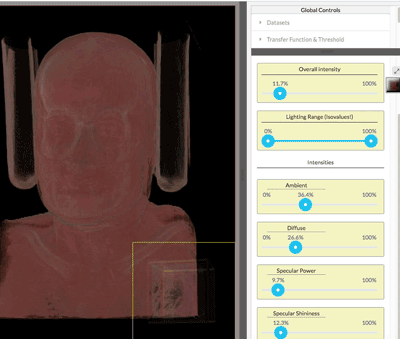 Global Controls
Datasets
Transfer Function & Threshold
Overall intensity
11.7% 100%
Lighting Range (Isovalues!)
0% 100%
Intensities
Ambient
0% 36.4% 100%
Diffuse
0% 26.6% 100%
Specular Power
9.7% 100%
Specular Shininess
12.3% 100%